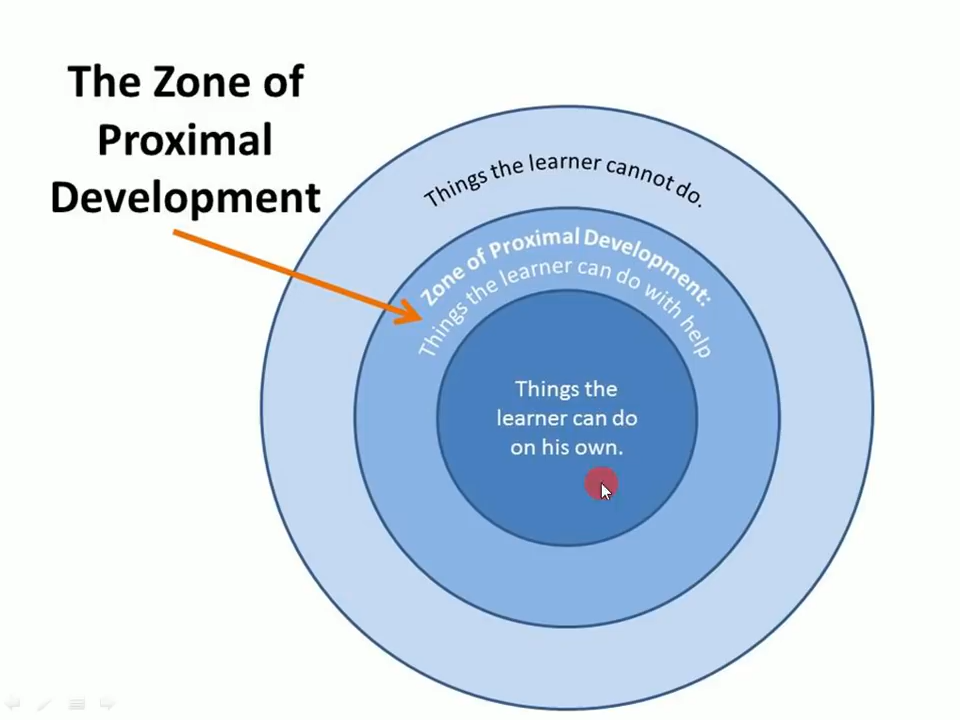 The Zone of
Proximal
Development
Things the learner cannot do.
Zone of Proximal Development:
Things the learner can do with help
Things the
learner can do
on his own.